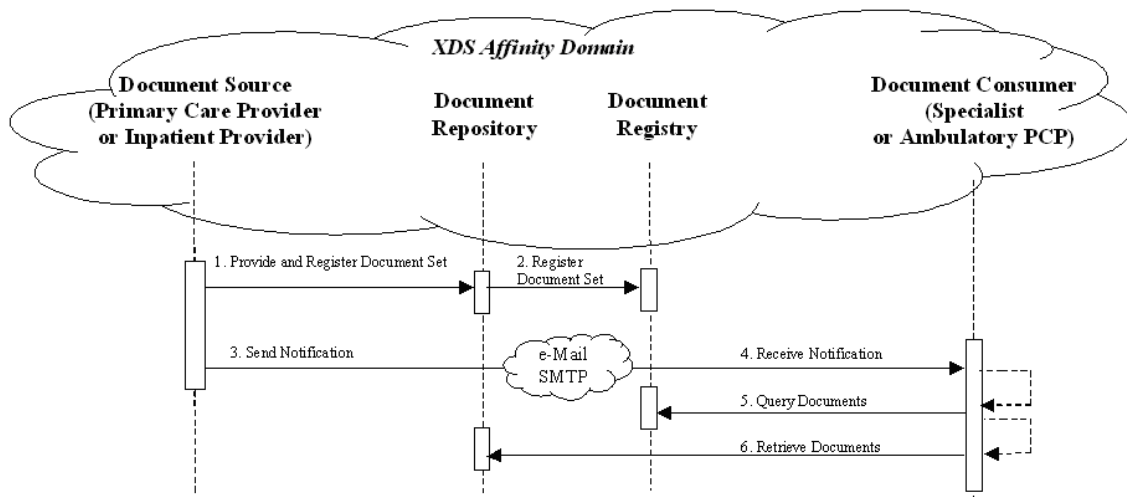 XDS Affinity Domain
Document Source
(Primary Care Provider
or Inpatient Provider)
Document
Repository
Document
Registry
Document Consumer
(Specialist
or Ambulatory PCP)
1. Provide and Register Document Set
2. Register
Document Set
3. Send Notification
e-Mail
SMTP
4. Receive Notification
5. Query Documents
6. Retrieve Documents